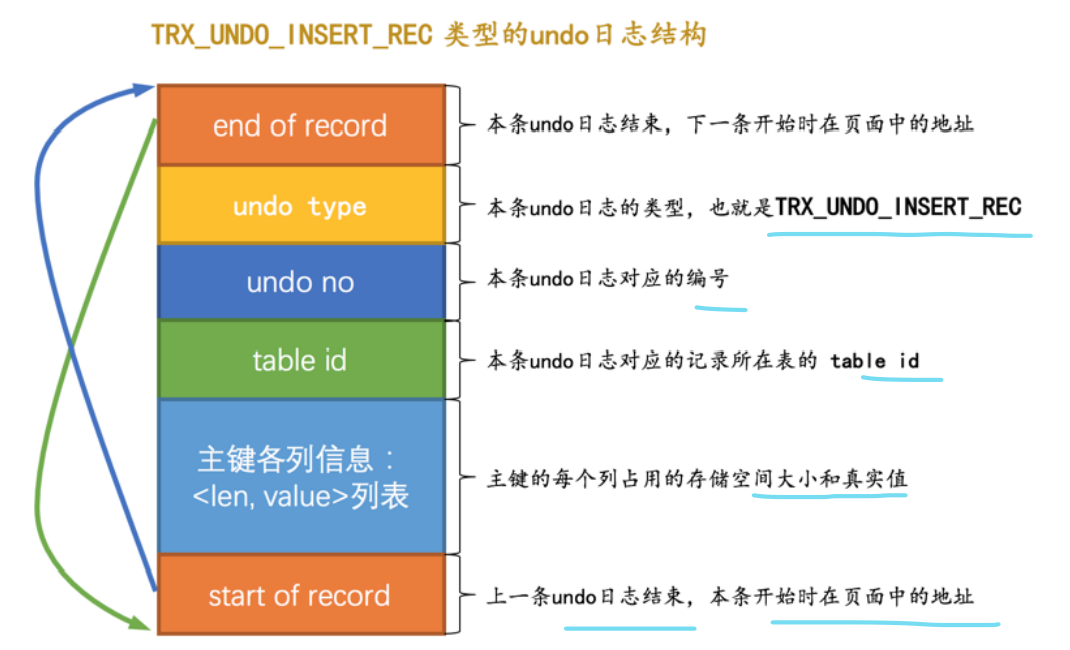 TRX_UNDO_INSERT_REC 类型的undo日志结构
end of record
本条undo日志结束，下一条开始时在页面中的地址
undo type
本条undo日志的类型，也就是TRX_UNDO_INSERT_REC
undo no
本条undo日志对应的编号
table id
本条undo日志对应的记录所在表的 table id
主键各列信息：
<len, value>列表
主键的每个列占用的存储空间大小和真实值
start of record
上一条undo日志结束，本条开始时在页面中的地址